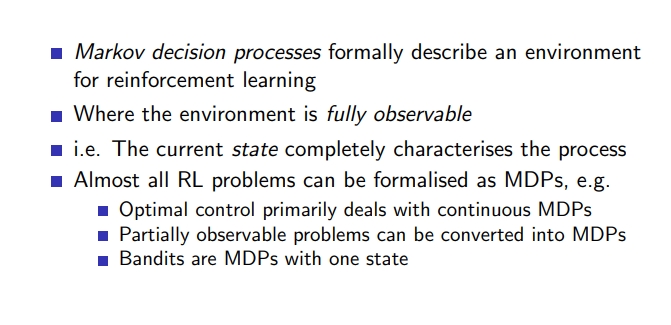 Markov decision processes formally describe an environment
for reinforcement learning
Where the environment is fully observable
i.e. The current state completely characterises the process
Almost all RL problems can be formalised as MDPs, e.g.
Optimal control primarily deals with continuous MDPs
Partially observable problems can be converted into MDPs
Bandits are MDPs with one state